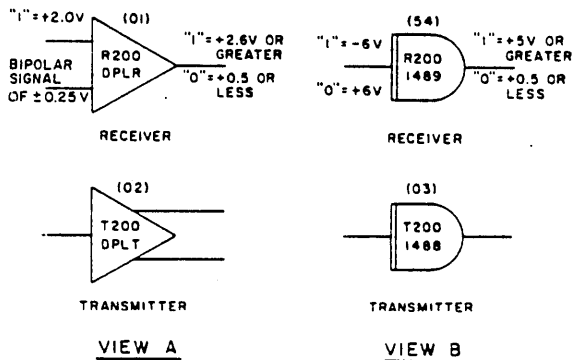 (01)
"1"=+2.0V
BIPOLAR
SIGNAL
OF ±0.25V
R200
DPLR
"1"=+2.6V OR
GREATER
"0"=+0.5 OR
LESS
RECEIVER
(54)
"1"=-6V
"0"=+6V
R200
1489
"1"=+5V OR
GREATER
"0"=+0.5 OR
LESS
RECEIVER
(02)
T200
DPLT
TRANSMITTER
VIEW A
(03)
T200
1488
TRANSMITTER
VIEW B